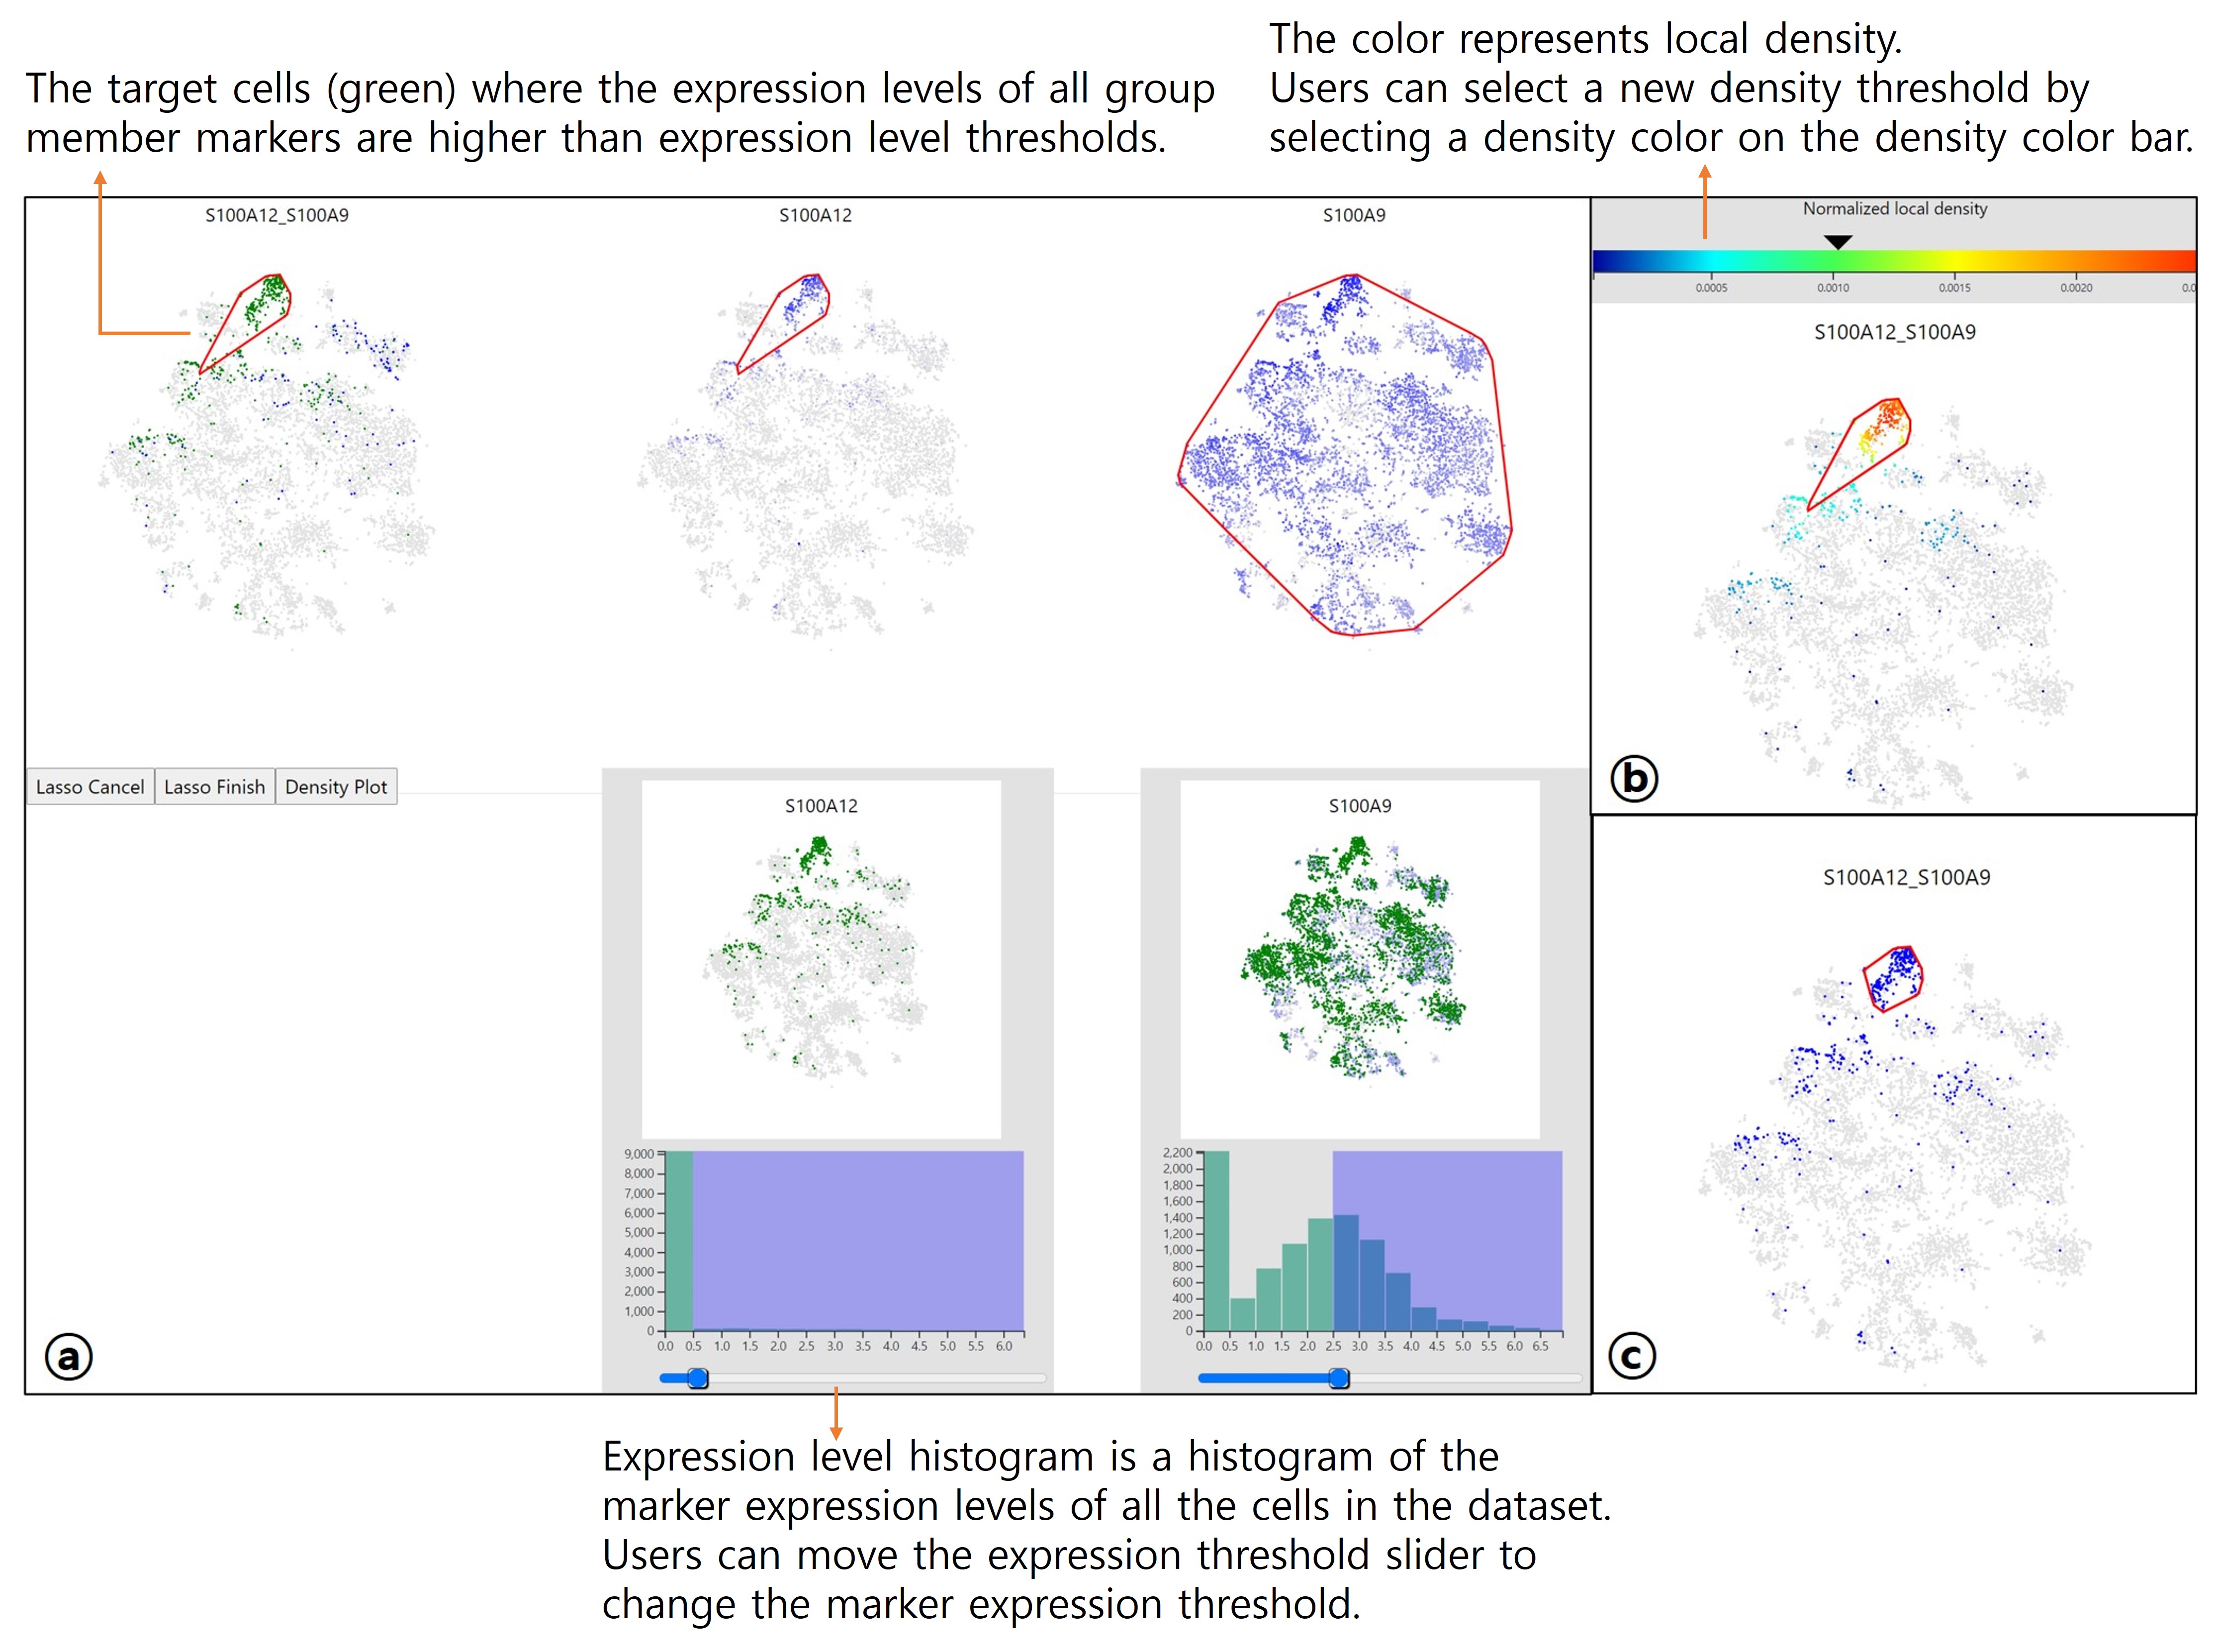 The color represents local density.
Users can select a new density threshold by
selecting a density color on the density color bar.
The target cells (green) where the expression levels of all group
member markers are higher than expression level thresholds.
S100A12_S100A9
S100A12
S100A9
Normalized local density
0.0005
0.0010
0.0015
0.0020
0.0
S100A12_S100A9
b
Lasso Cancel
Lasso Finish
Density Plot
S100A12
S100A9
S100A12_S100A9
9,000
8,000
7,000
6,000
5,000
4,000
3,000
2,000
1,000
0
0.0 0.5 1.0 1.5 2.0 2.5 3.0 3.5 4.0 4.5 5.0 5.5 6.0
2,200
2,000
1,800
1,600
1,400
1,200
1,000
800
600
400
200
0
0.0 0.5 1.0 1.5 2.0 2.5 3.0 3.5 4.0 4.5 5.0 5.5 6.0 6.5
a
c
Expression level histogram is a histogram of the
marker expression levels of all the cells in the dataset.
Users can move the expression threshold slider to
change the marker expression threshold.